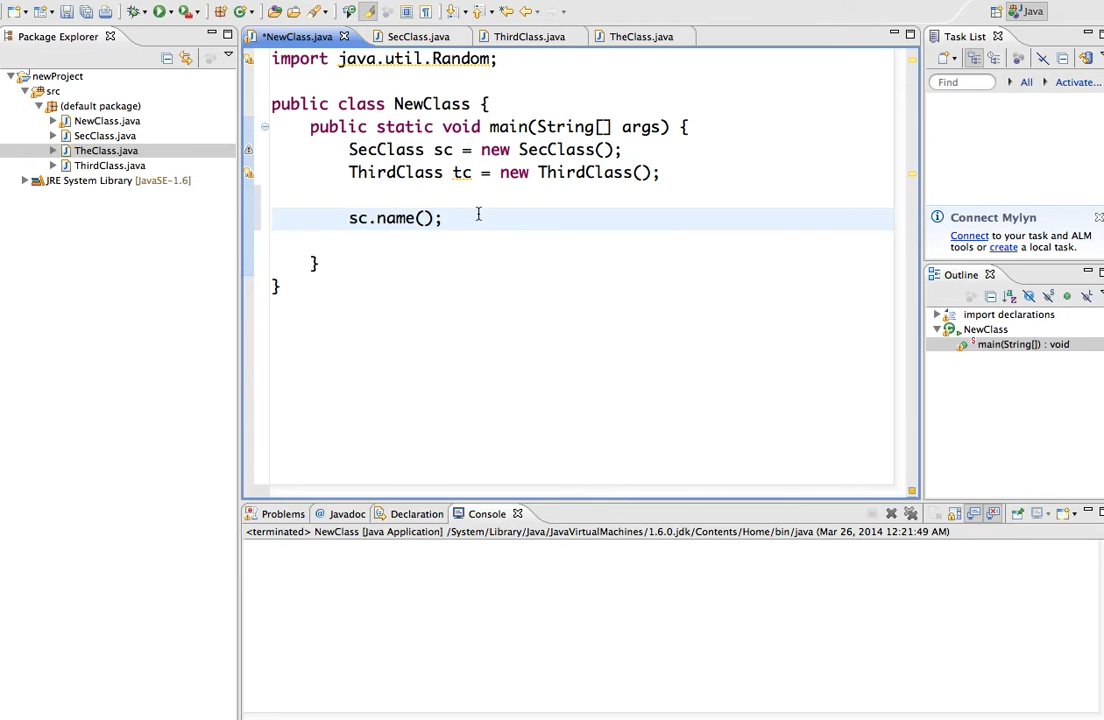 Java
Package Explorer
*NewClass.java
SecClass.java
ThirdClass.java
TheClass.java
Task List
newProject
src
(default package)
NewClass.java
SecClass.java
TheClass.java
ThirdClass.java
JRE System Library [JavaSE-1.6]
import java.util.Random;
public class NewClass {
public static void main(String[] args) {
SecClass sc = new SecClass();
ThirdClass tc = new ThirdClass();
sc.name();
}
}
Find
All
Activate...
Connect Mylyn
Connect to your task and ALM
tools or create a local task.
Outline
import declarations
NewClass
main(String[]) : void
Problems
Javadoc
Declaration
Console
<terminated> NewClass [Java Application] /System/Library/Java/JavaVirtualMachines/1.6.0.jdk/Contents/Home/bin/java (Mar 26, 2014 12:21:49 AM)